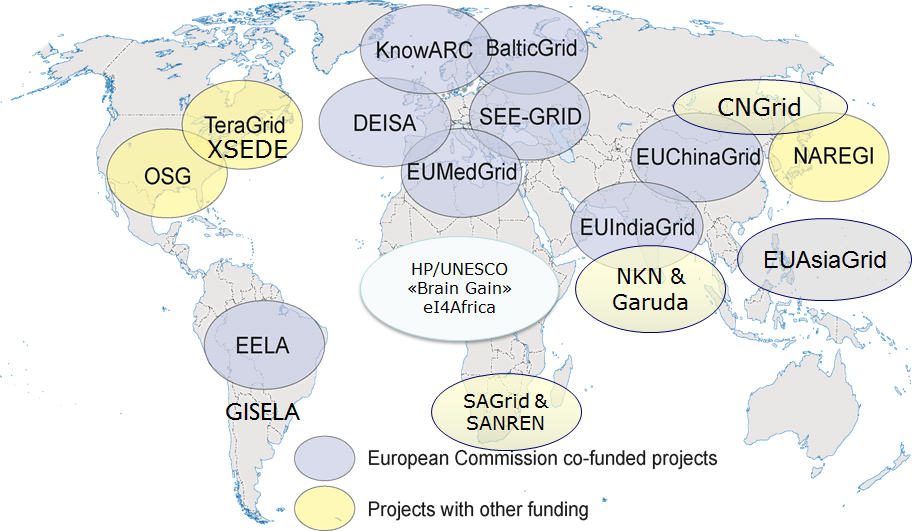 KnowARC
BalticGrid
TeraGrid
XSEDE
DEISA
SEE-GRID
CNGrid
OSG
EUMedGrid
EUChinaGrid
NAREGI
EUIndiaGrid
HP/UNESCO
«Brain Gain»
eI4Africa
NKN &
Garuda
EUAsiaGrid
EELA
GISELA
SAGrid &
SANREN
European Commission co-funded projects
Projects with other funding